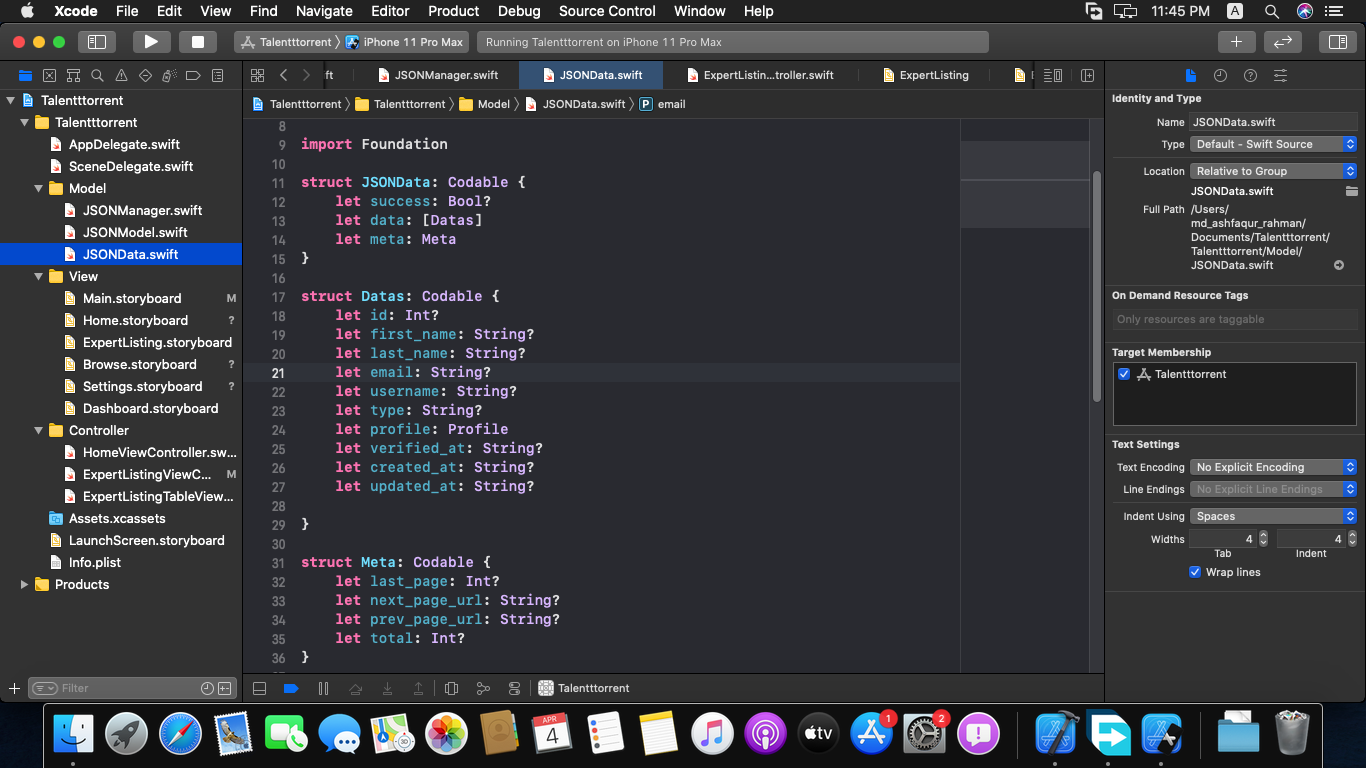 Xcode File Edit View Find Navigate Editor Product Debug Source Control Window Help 11:45 PM A
Talentttorrent iPhone 11 Pro Max Running Talentttorrent on iPhone 11 Pro Max
ft JSONManager.swift JSONData.swift ExpertListin...troller.swift ExpertListing E
Talentttorrent Talentttorrent Model JSONData.swift P email
Talentttorrent
Talentttorrent
AppDelegate.swift
SceneDelegate.swift
Model
JSONManager.swift
JSONModel.swift
JSONData.swift
View
Main.storyboard M
Home.storyboard ?
ExpertListing.storyboard
Browse.storyboard ?
Settings.storyboard ?
Dashboard.storyboard
Controller
HomeViewController.sw...
ExpertListingViewC... M
ExpertListingTableView...
Assets.xcassets
LaunchScreen.storyboard
Info.plist
Products
Filter
8
9 import Foundation
10
11 struct JSONData: Codable {
12 let success: Bool?
13 let data: [Datas]
14 let meta: Meta
15 }
16
17 struct Datas: Codable {
18 let id: Int?
19 let first_name: String?
20 let last_name: String?
21 let email: String?
22 let username: String?
23 let type: String?
24 let profile: Profile
25 let verified_at: String?
26 let created_at: String?
27 let updated_at: String?
28
29 }
30
31 struct Meta: Codable {
32 let last_page: Int?
33 let next_page_url: String?
34 let prev_page_url: String?
35 let total: Int?
36 }
Talentttorrent
Identity and Type
Name JSONData.swift
Type Default - Swift Source
Location Relative to Group
JSONData.swift
Full Path /Users/
md_ashfaqur_rahman/
Documents/Talentttorrent/
Talentttorrent/Model/
JSONData.swift
On Demand Resource Tags
Only resources are taggable
Target Membership
Talentttorrent
Text Settings
Text Encoding No Explicit Encoding
Line Endings No Explicit Line Endings
Indent Using Spaces
Widths 4 4
Tab Indent
Wrap lines
3D
APR
4
tv
1
2